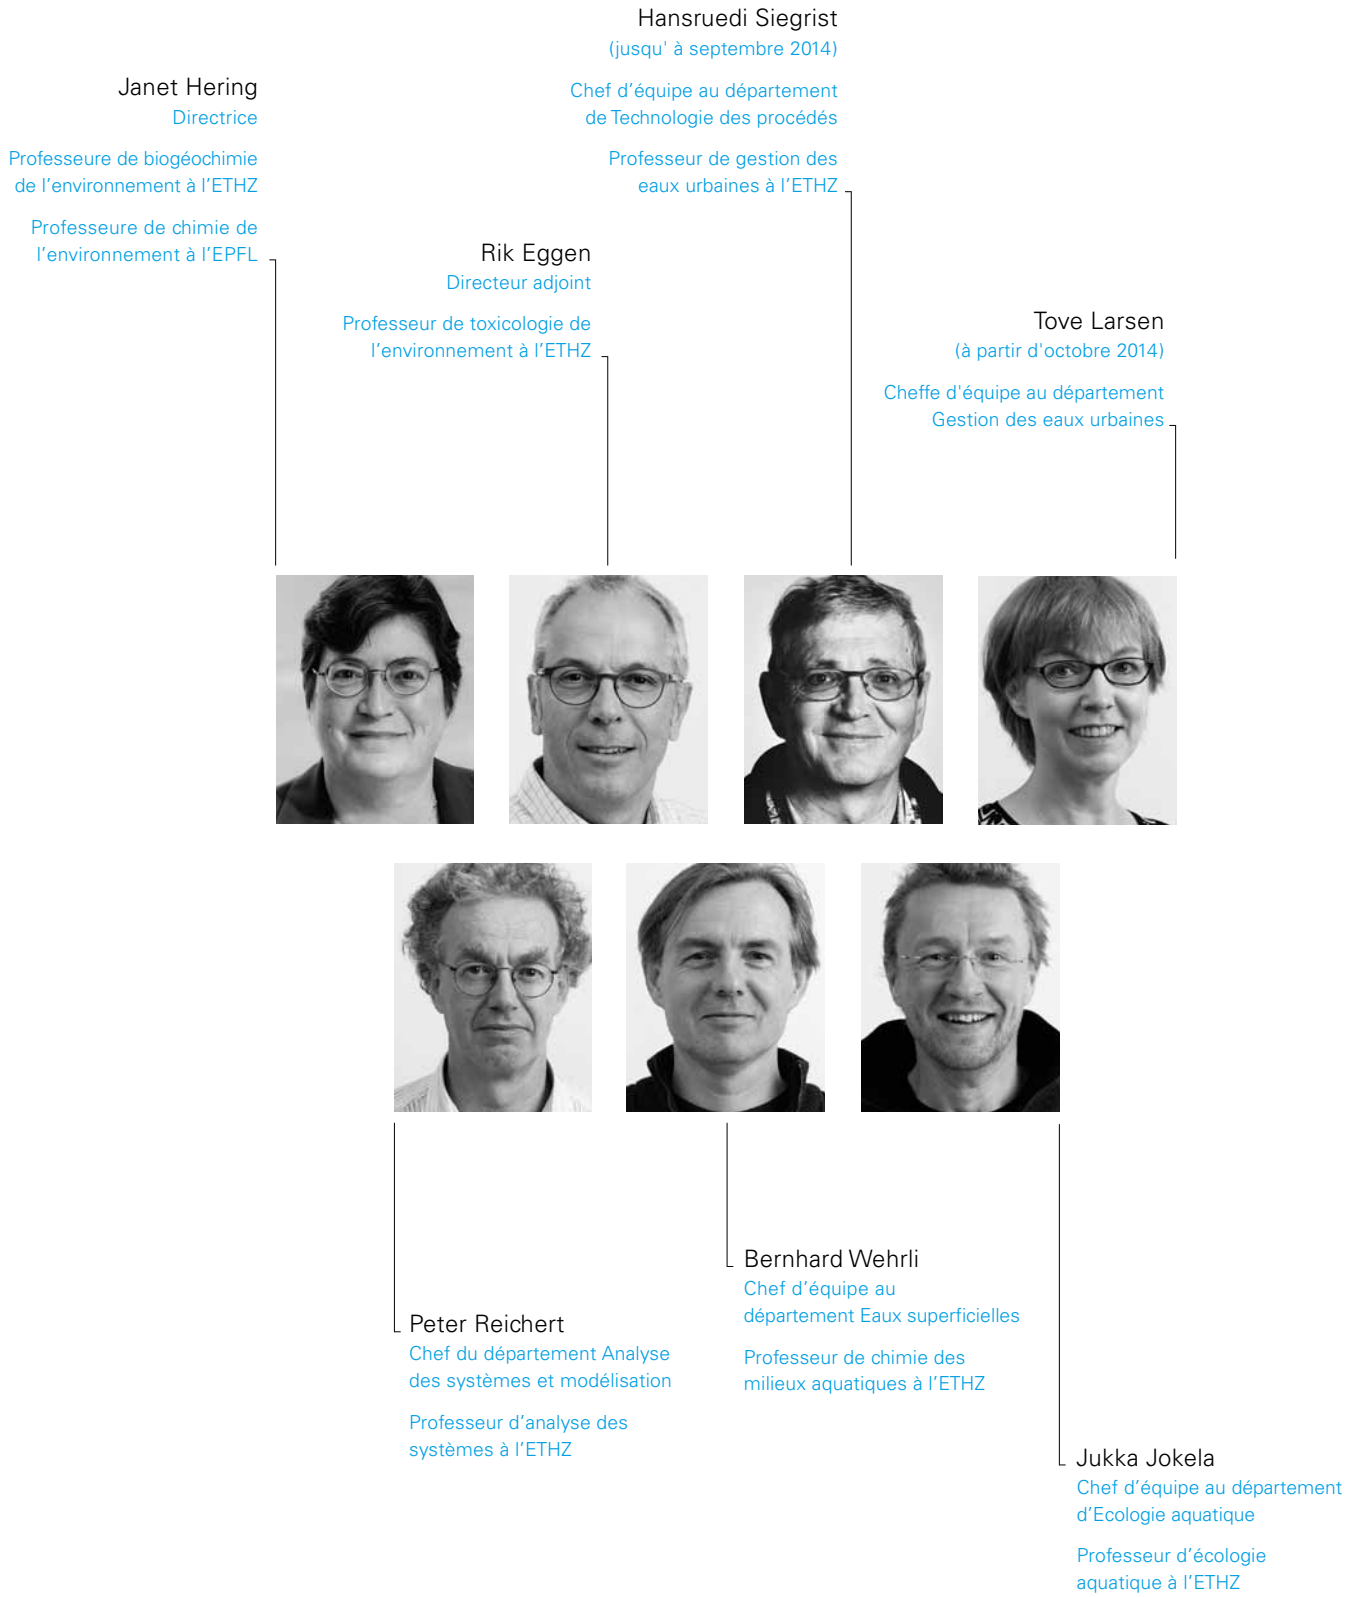 Janet Hering
Directrice
Professeure de biogéochimie
de l’environnement à l’ETHZ
Professeure de chimie de
l’environnement à l’EPFL
Rik Eggen
Directeur adjoint
Professeur de toxicologie de
l’environnement à l’ETHZ
Hansruedi Siegrist
(jusqu' à septembre 2014)
Chef d’équipe au département
de Technologie des procédés
Professeur de gestion des
eaux urbaines à l’ETHZ
Tove Larsen
(à partir d'octobre 2014)
Cheffe d'équipe au département
Gestion des eaux urbaines
Peter Reichert
Chef du département Analyse
des systèmes et modélisation
Professeur d’analyse des
systèmes à l’ETHZ
Bernhard Wehrli
Chef d’équipe au
département Eaux superficielles
Professeur de chimie des
milieux aquatiques à l’ETHZ
Jukka Jokela
Chef d’équipe au département
d’Ecologie aquatique
Professeur d’écologie
aquatique à l’ETHZ